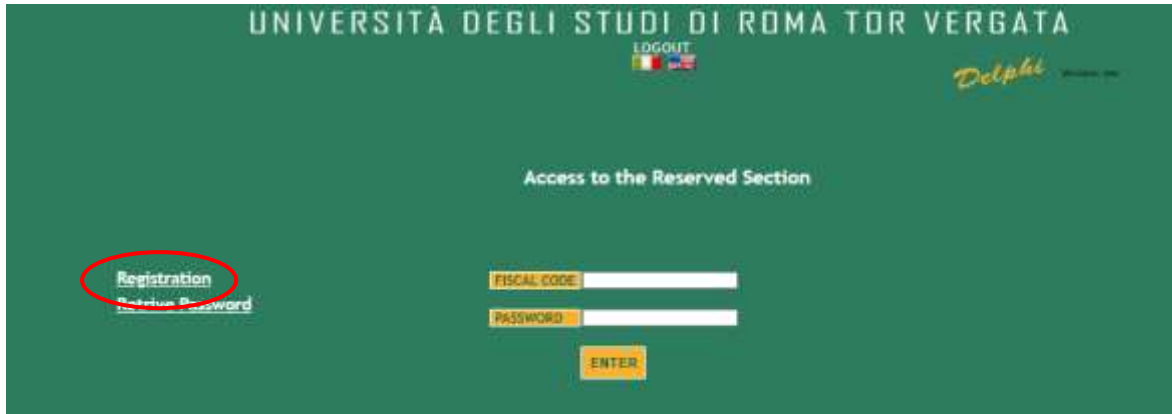 UNIVERSITÀ DEGLI STUDI DI ROMA TOR VERGATA
LOGOUT
Delphi
Access to the Reserved Section
Registration
FISCAL CODE
Retrive Password
PASSWORD
ENTER